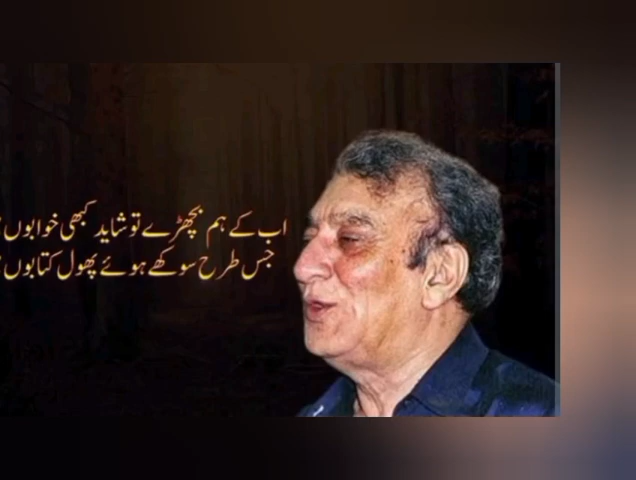 اب کے ہم بچھڑے تو شاید کبھی خوابوں
جس طرح سوکھے ہوئے پھول کتابوں